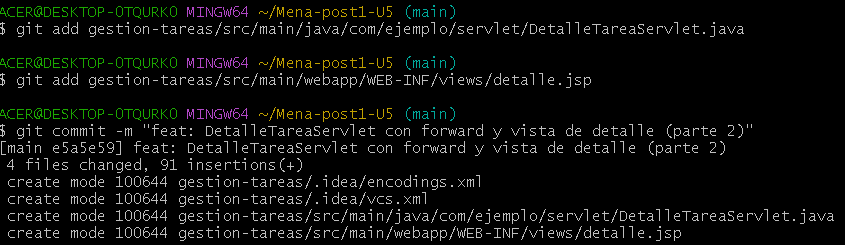 ACER@DESKTOP-OTQURKO MINGW64 ~/Mena-post1-U5 (main)
$ git add gestion-tareas/src/main/java/com/ejemplo/servlet/DetalleTareaServlet.java
ACER@DESKTOP-OTQURKO MINGW64 ~/Mena-post1-U5 (main)
$ git add gestion-tareas/src/main/webapp/WEB-INF/views/detalle.jsp
ACER@DESKTOP-OTQURKO MINGW64 ~/Mena-post1-U5 (main)
$ git commit -m "feat: DetalleTareaServlet con forward y vista de detalle (parte 2)"
[main e5a5e59] feat: DetalleTareaServlet con forward y vista de detalle (parte 2)
4 files changed, 91 insertions(+)
create mode 100644 gestion-tareas/.idea/encodings.xml
create mode 100644 gestion-tareas/.idea/vcs.xml
create mode 100644 gestion-tareas/src/main/java/com/ejemplo/servlet/DetalleTareaServlet.java
create mode 100644 gestion-tareas/src/main/webapp/WEB-INF/views/detalle.jsp